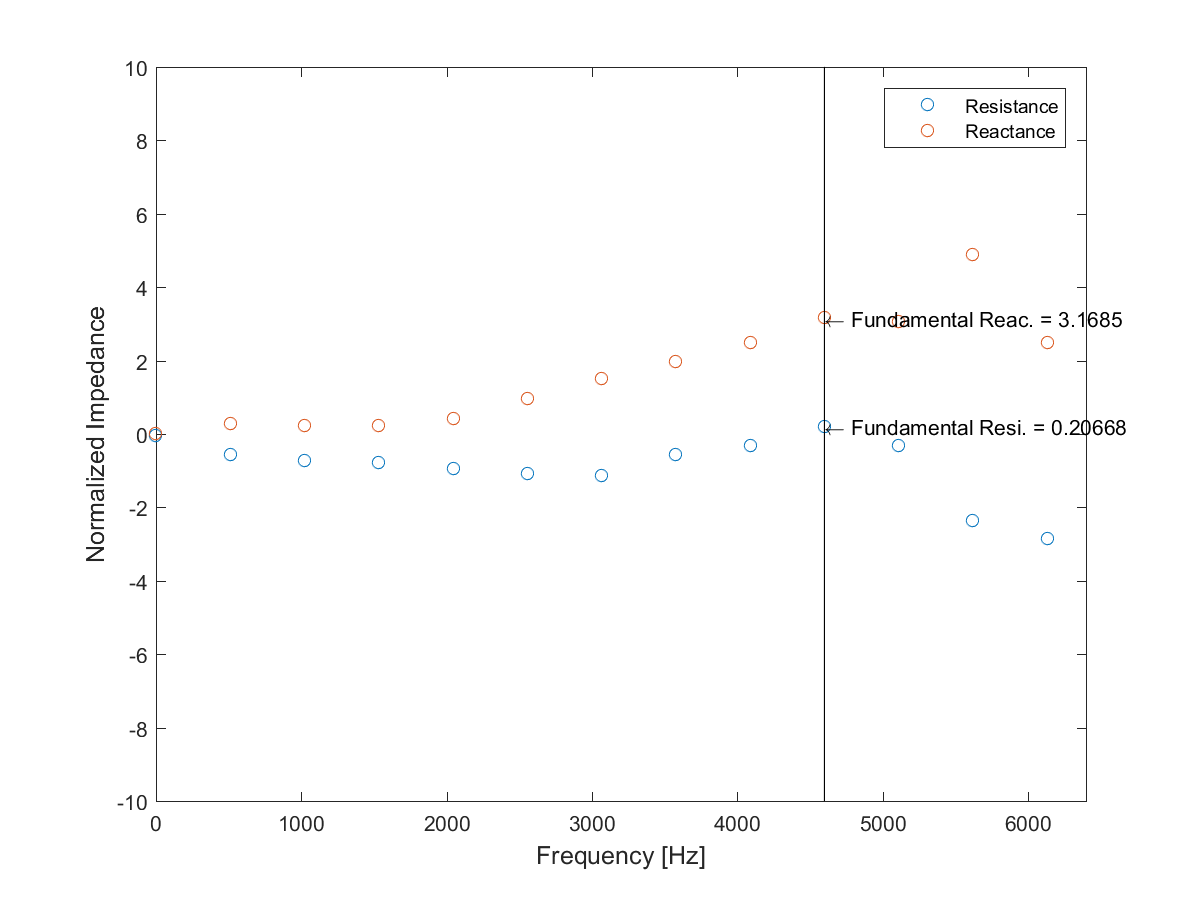 10
8
6
4
2
0
-2
-4
-6
-8
-10
Normalized Impedance
Resistance
Reactance
Fundamental Reac. = 3.1685
Fundamental Resi. = 0.20668
0 1000 2000 3000 4000 5000 6000
Frequency [Hz]